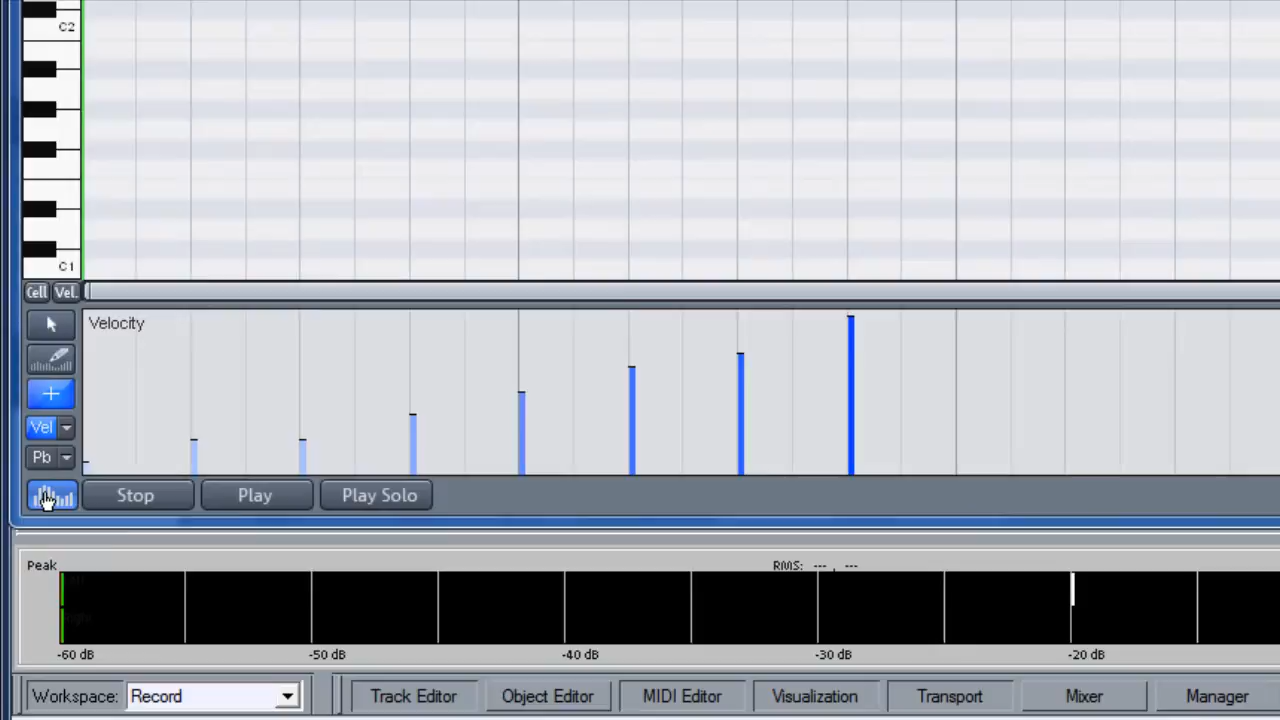 C2
C1
Cell Vel.
Velocity
Vel
Pb
Stop Play Play Solo
Peak RMS: --- , ---
-60 dB -50 dB -40 dB -30 dB -20 dB
Workspace: Record Track Editor Object Editor MIDI Editor Visualization Transport Mixer Manager